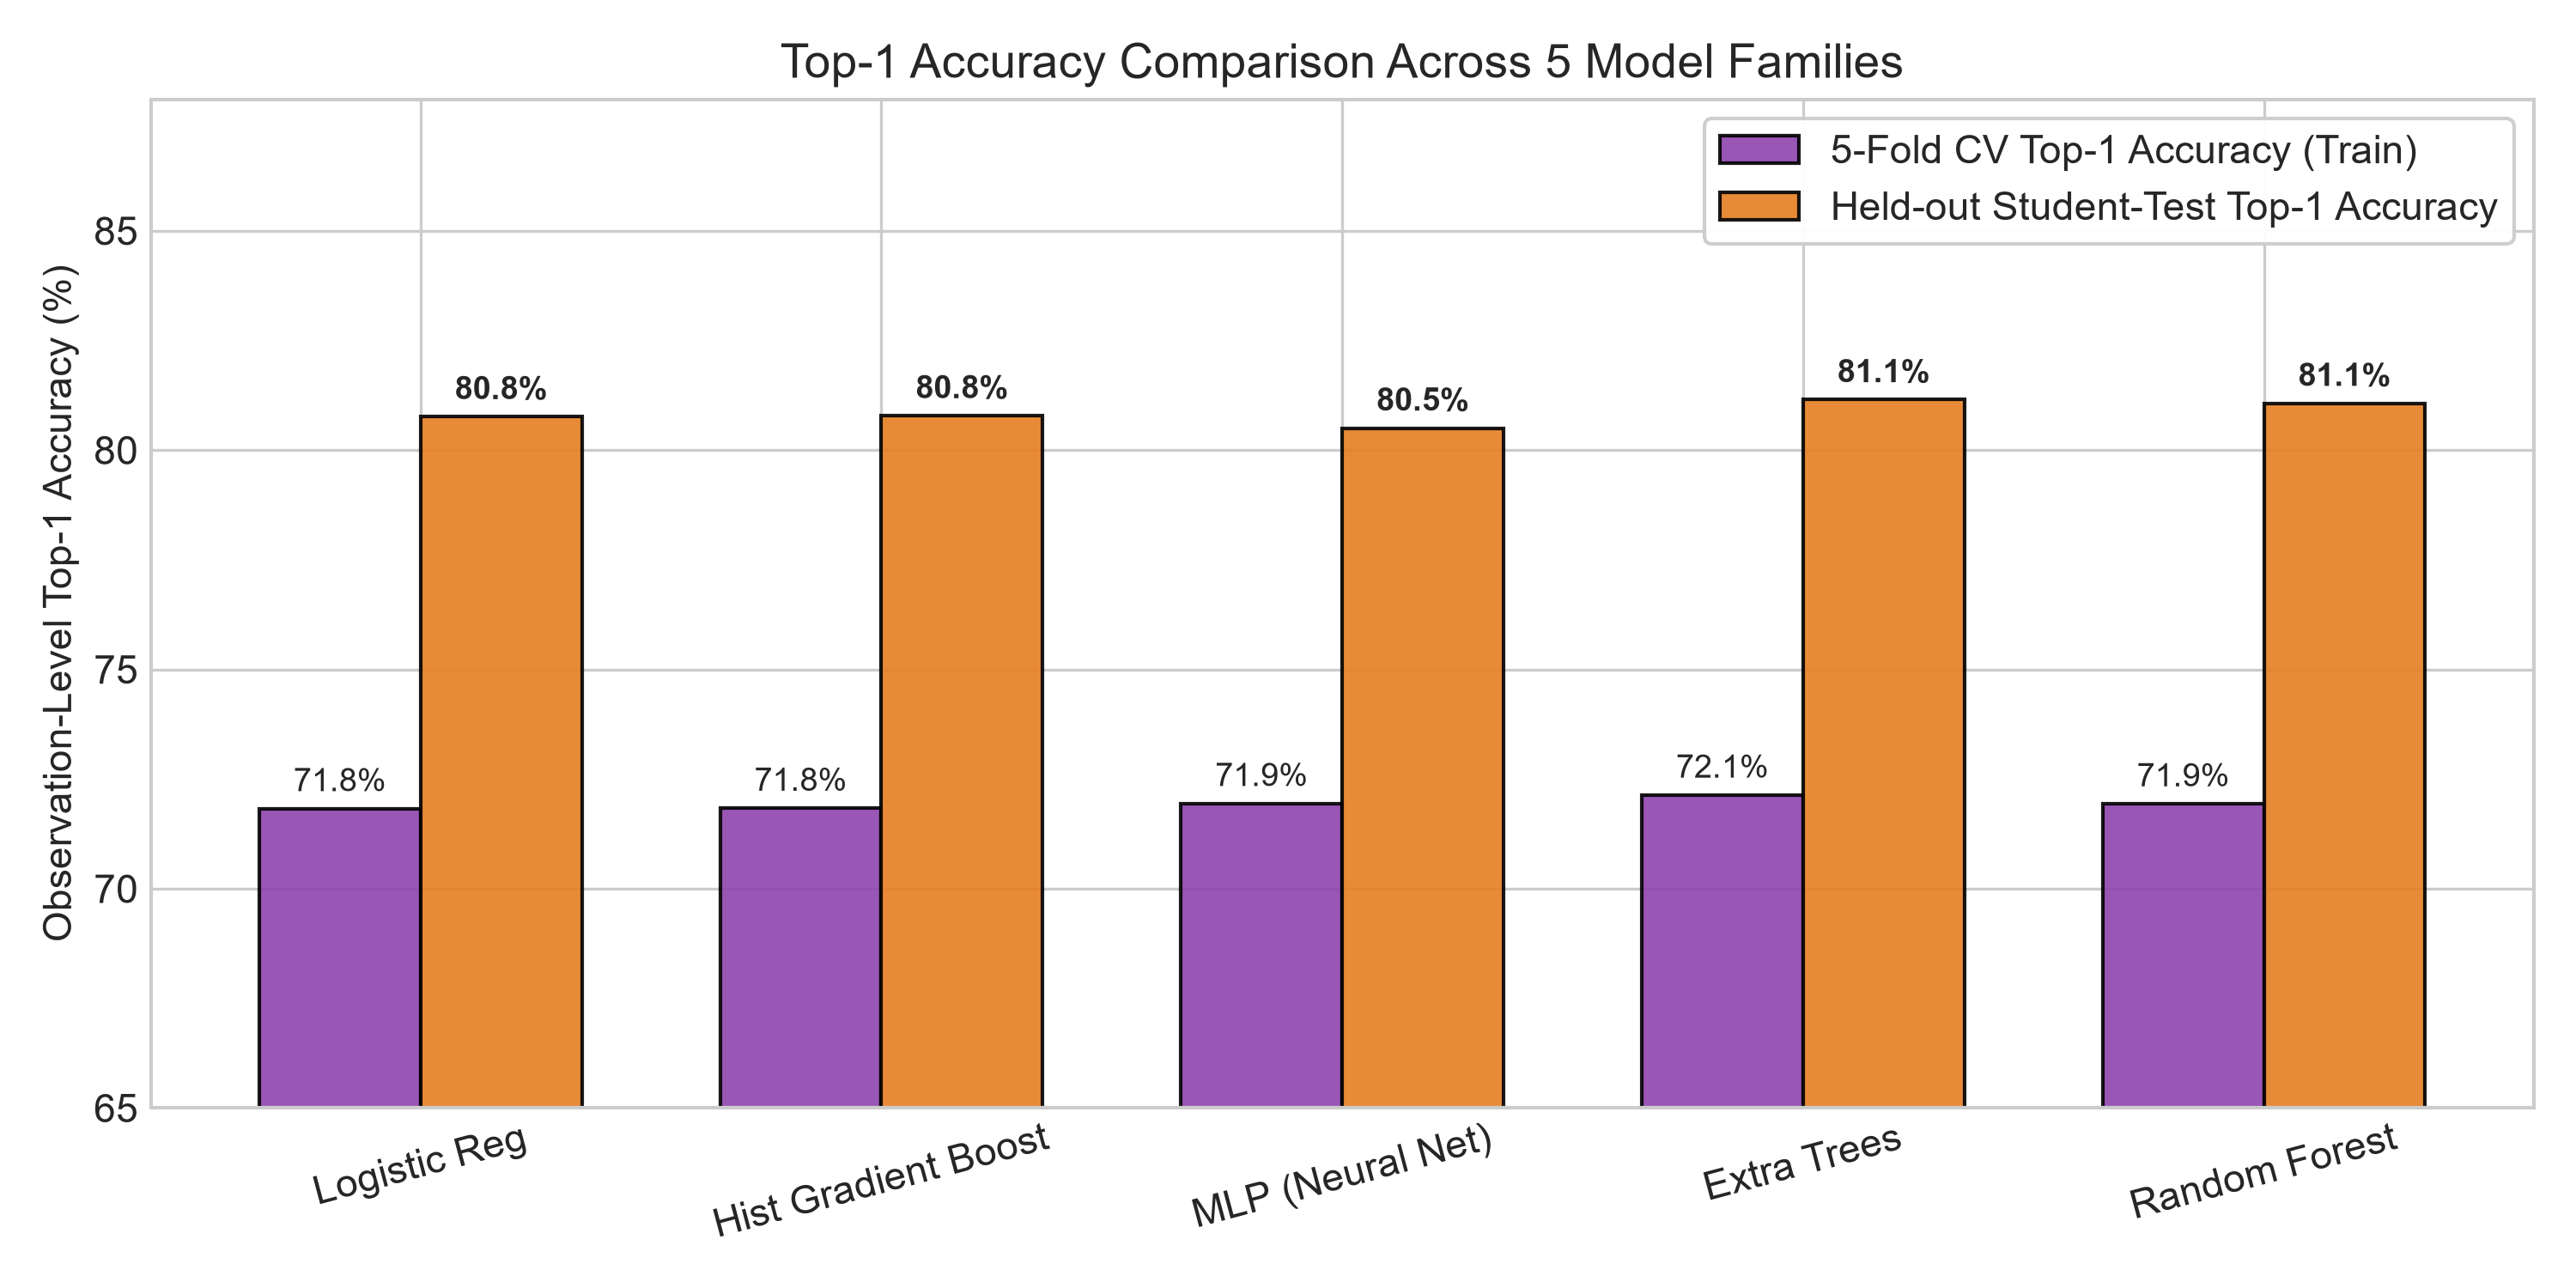 Top-1 Accuracy Comparison Across 5 Model Families
5-Fold CV Top-1 Accuracy (Train)
Held-out Student-Test Top-1 Accuracy
Observation-Level Top-1 Accuracy (%)
85
80
75
70
65
71.8%
80.8%
71.8%
80.8%
71.9%
80.5%
72.1%
81.1%
71.9%
81.1%
Logistic Reg
Hist Gradient Boost
MLP (Neural Net)
Extra Trees
Random Forest